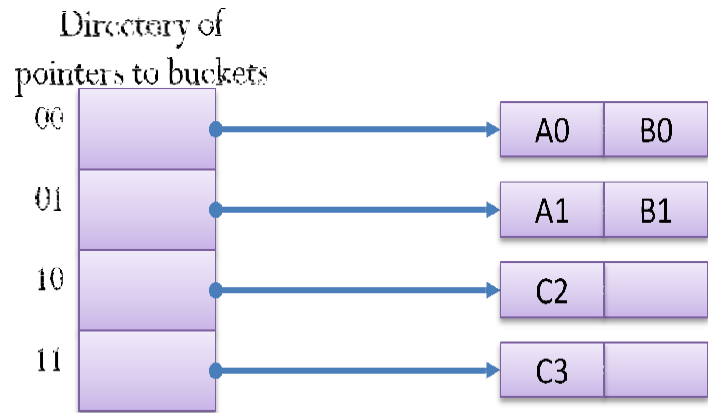 Directory of
pointers to buckets
00
A0 B0
01
A1 B1
10
C2
11
C3